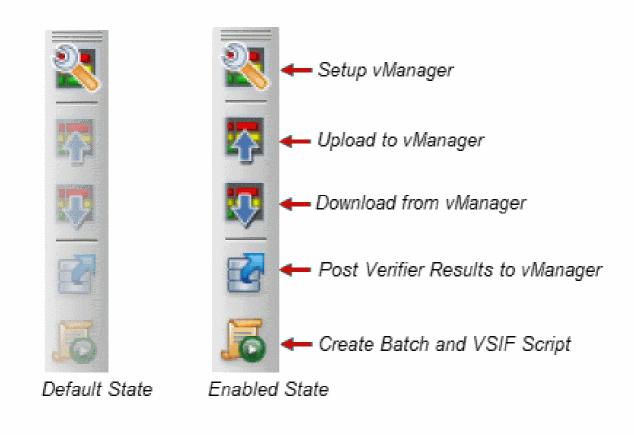 Setup vManager
Upload to vManager
Download from vManager
Post Verifier Results to vManager
Create Batch and VSIF Script
Default State
Enabled State